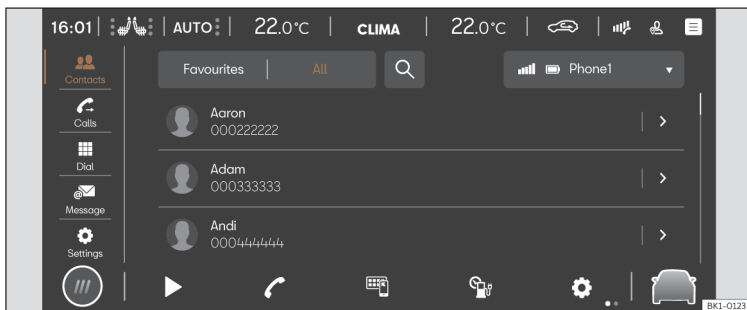 16:01 AUTO 22.0°C CLIMA 22.0°C
Contacts
Calls
Dial
@
Message
Settings
Favourites All
Phone1
Aaron
000222222
Adam
000333333
Andi
000444444
BK1-0123